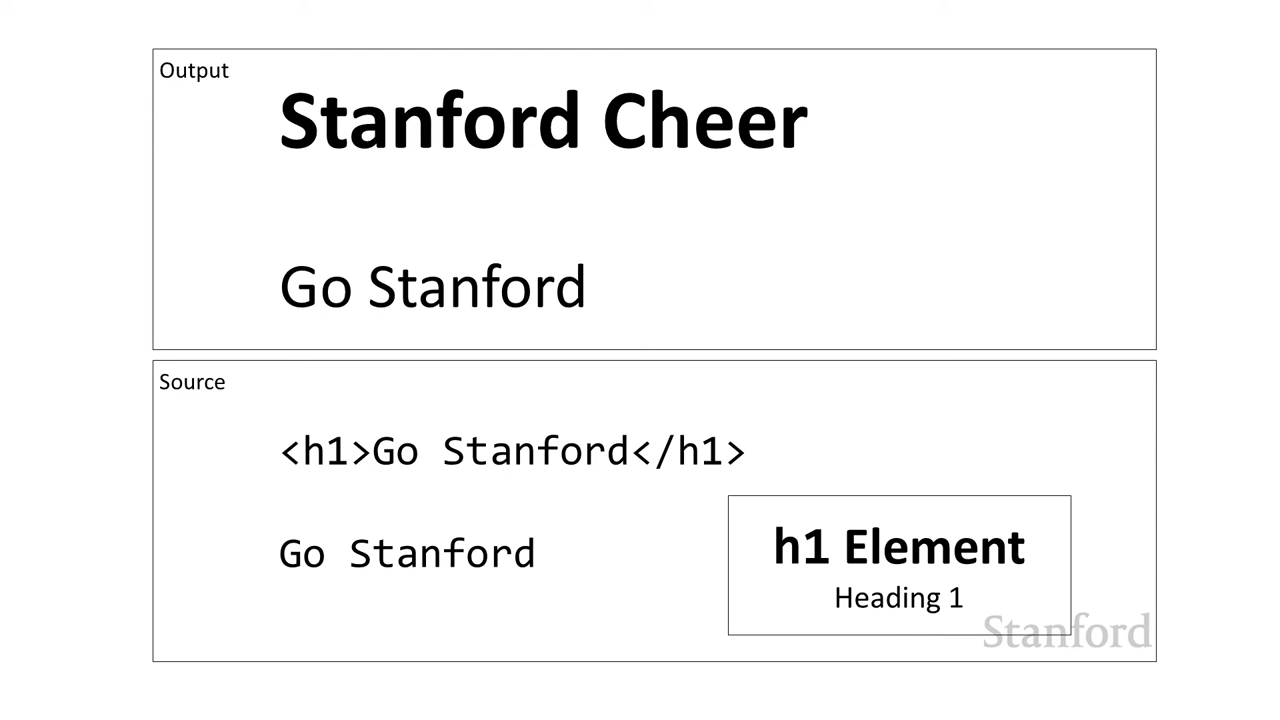 Output
Stanford Cheer
Go Stanford
Source
<h1>Go Stanford</h1>
Go Stanford
h1 Element
Heading 1
Stanford